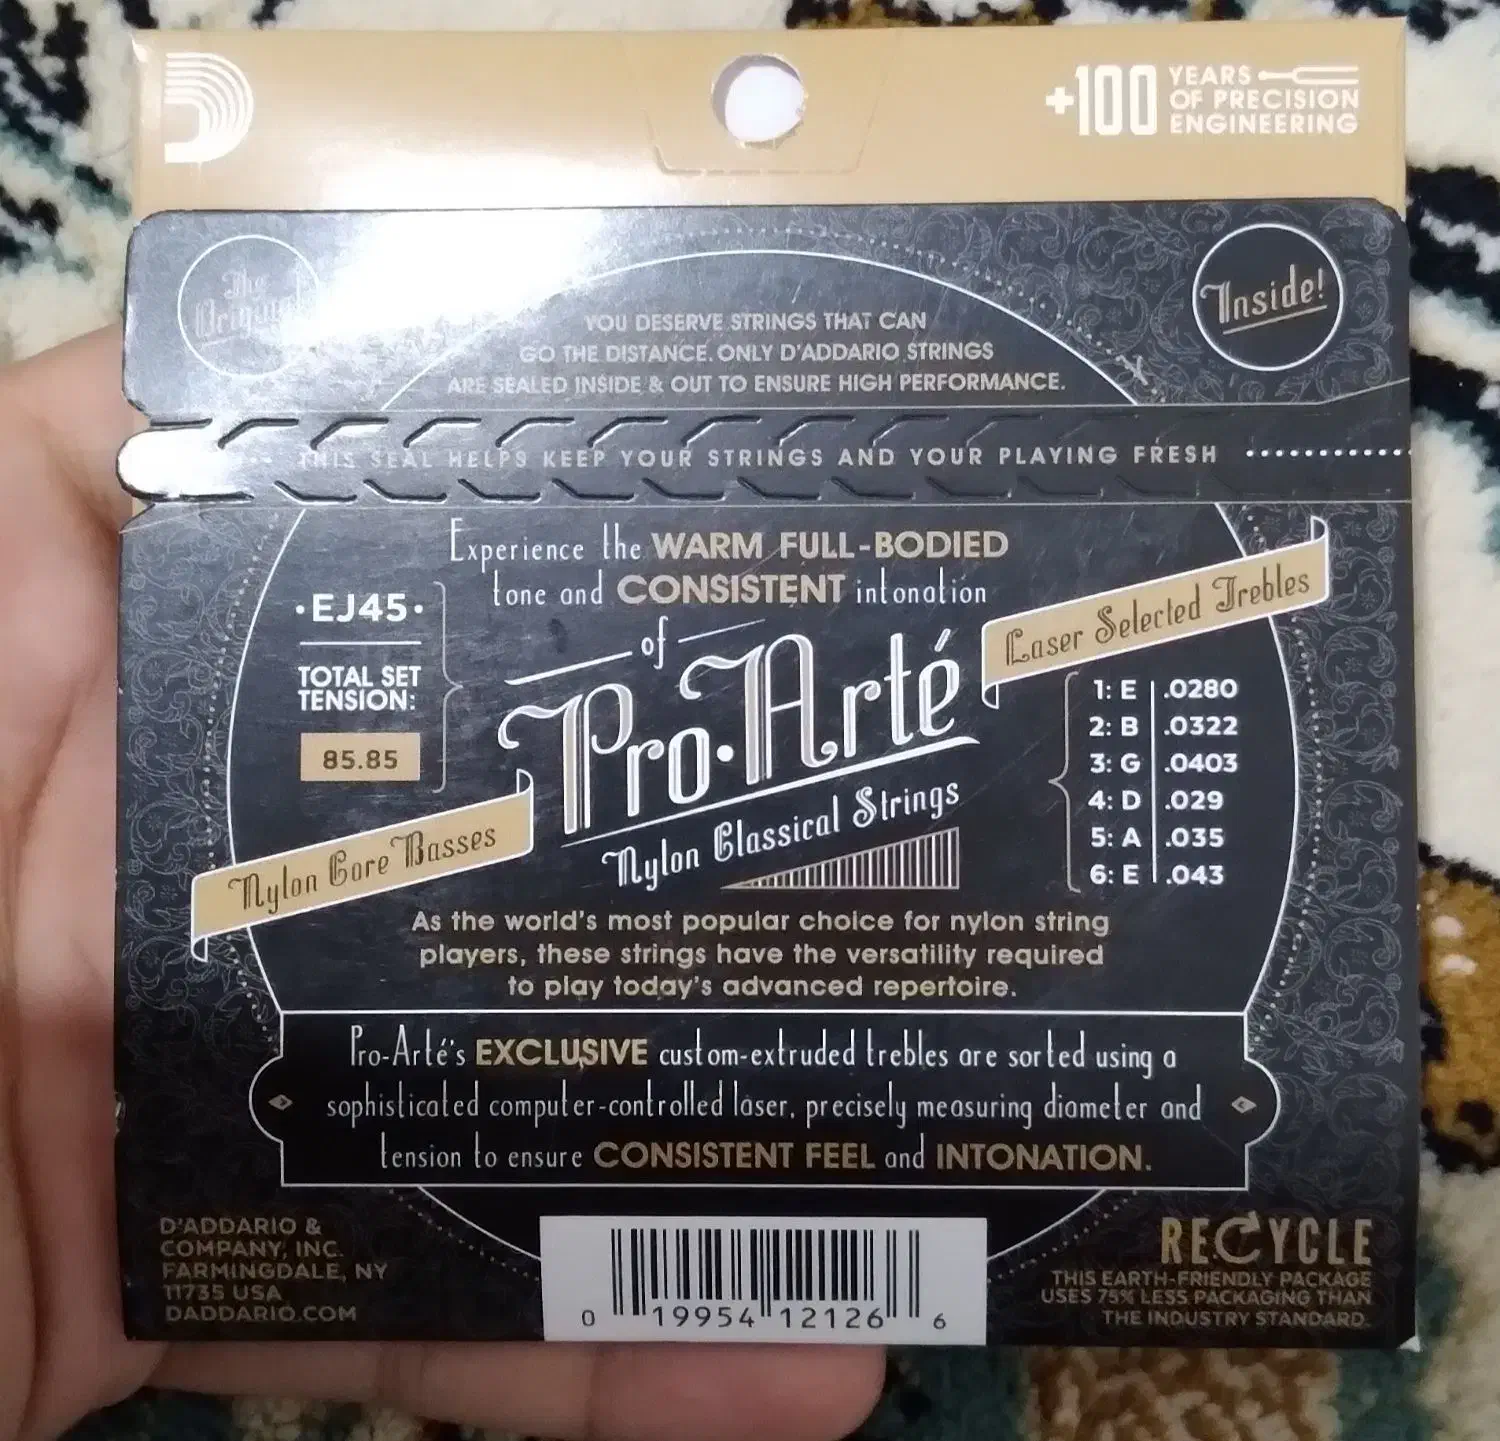 +100 YEARS
OF PRECISION
ENGINEERING
The
Original
Inside!
YOU DESERVE STRINGS THAT CAN
GO THE DISTANCE. ONLY D'ADDARIO STRINGS
ARE SEALED INSIDE & OUT TO ENSURE HIGH PERFORMANCE.
THIS SEAL HELPS KEEP YOUR STRINGS AND YOUR PLAYING FRESH
Experience the WARM FULL-BODIED
tone and CONSISTENT intonation
of
Pro•Arté
Nylon Classical Strings
•EJ45•
TOTAL SET
TENSION:
85.85
Nylon Core Basses
Laser Selected Trebles
1: E .0280
2: B .0322
3: G .0403
4: D .029
5: A .035
6: E .043
As the world's most popular choice for nylon string
players, these strings have the versatility required
to play today's advanced repertoire.
Pro-Arté's EXCLUSIVE custom-extruded trebles are sorted using a
sophisticated computer-controlled laser, precisely measuring diameter and
tension to ensure CONSISTENT FEEL and INTONATION.
D'ADDARIO &
COMPANY, INC.
FARMINGDALE, NY
11735 USA
DADDARIO.COM
0 19954 12126 6
RECYCLE
THIS EARTH-FRIENDLY PACKAGE
USES 75% LESS PACKAGING THAN
THE INDUSTRY STANDARD.